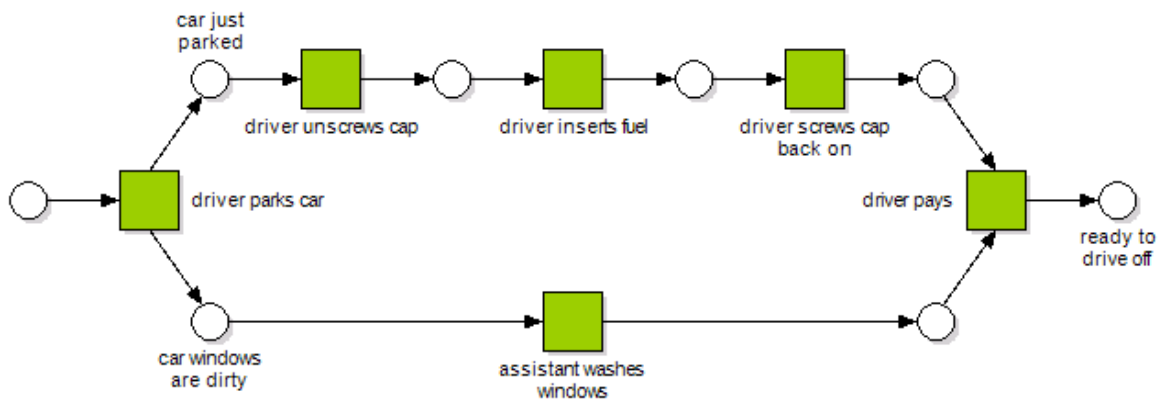 car just
parked
driver unscrews cap
driver inserts fuel
driver screws cap
back on
driver parks car
driver pays
ready to
drive off
car windows
are dirty
assistant washes
windows